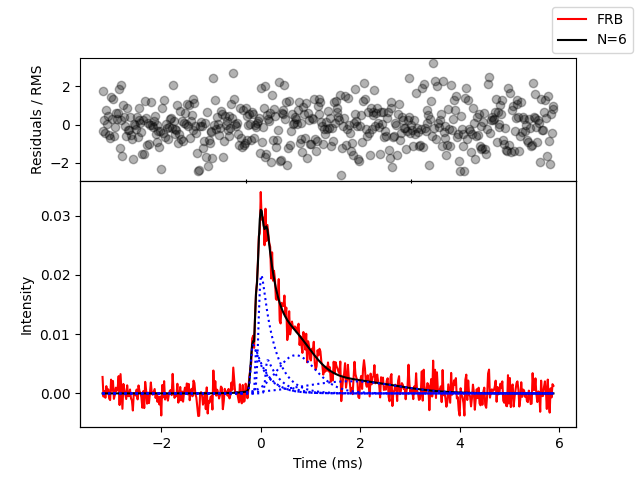 FRB
N=6
Residuals / RMS
2
0
−2
Intensity
0.03
0.02
0.01
0.00
−2
0
2
4
6
Time (ms)